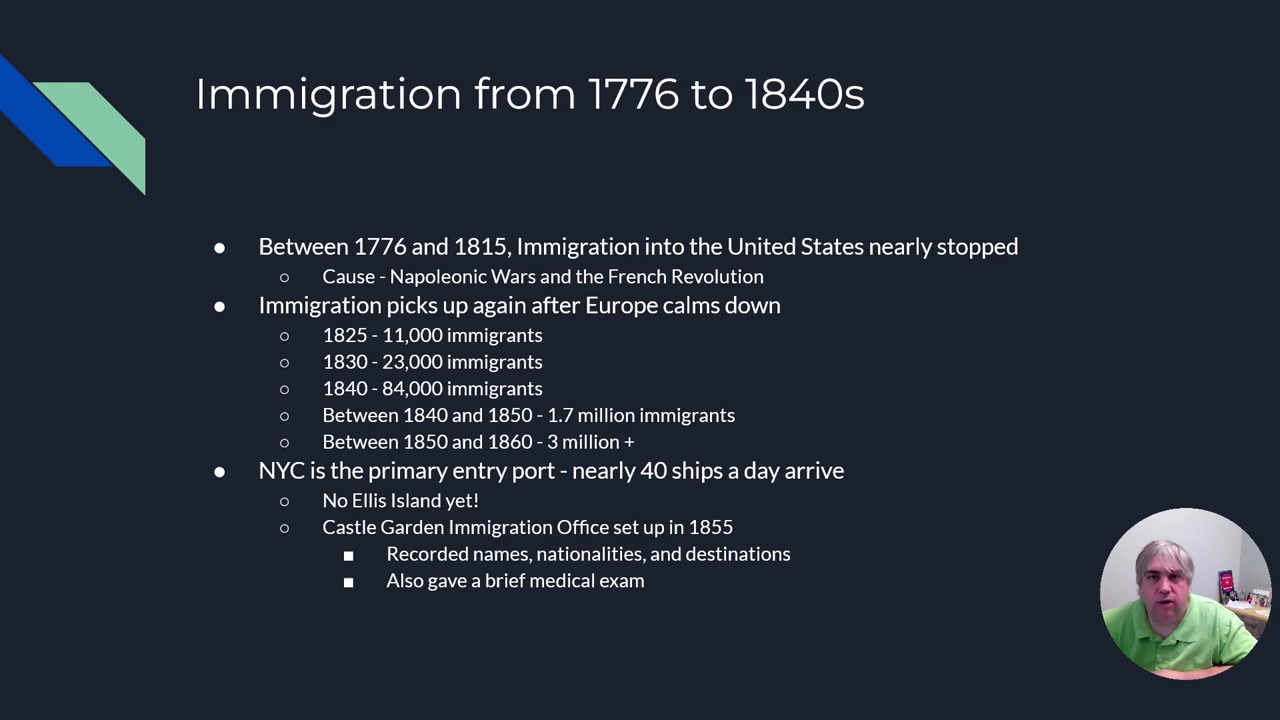 Immigration from 1776 to 1840s
● Between 1776 and 1815, Immigration into the United States nearly stopped
○ Cause - Napoleonic Wars and the French Revolution
● Immigration picks up again after Europe calms down
○ 1825 - 11,000 immigrants
○ 1830 - 23,000 immigrants
○ 1840 - 84,000 immigrants
○ Between 1840 and 1850 - 1.7 million immigrants
○ Between 1850 and 1860 - 3 million +
● NYC is the primary entry port - nearly 40 ships a day arrive
○ No Ellis Island yet!
○ Castle Garden Immigration Office set up in 1855
■ Recorded names, nationalities, and destinations
■ Also gave a brief medical exam